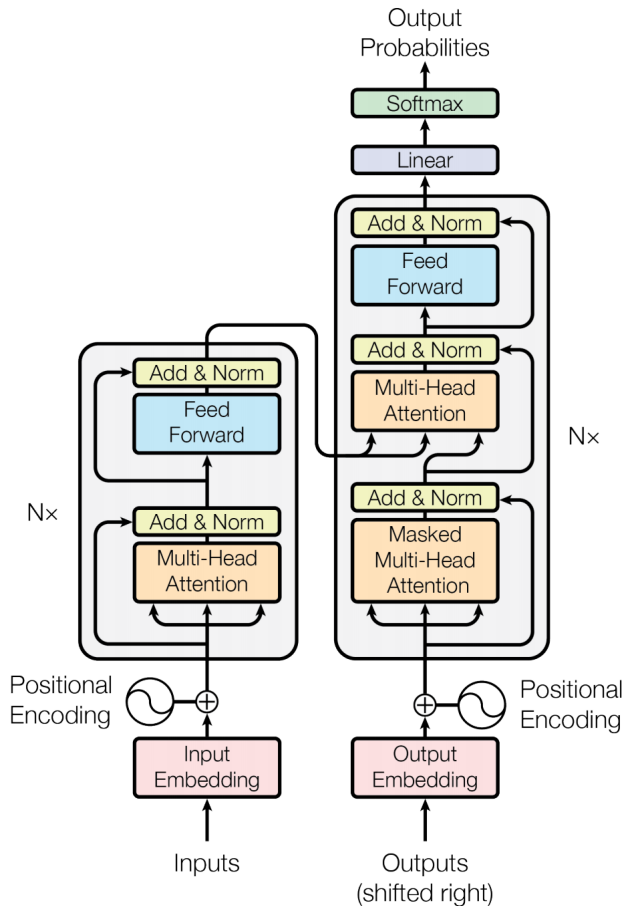 Output
Probabilities
Softmax
Linear
Add & Norm
Feed
Forward
Add & Norm
Multi-Head
Attention
Add & Norm
Masked
Multi-Head
Attention
Nx
Add & Norm
Feed
Forward
Add & Norm
Multi-Head
Attention
Nx
Positional
Encoding
Positional
Encoding
Input
Embedding
Output
Embedding
Inputs
Outputs
(shifted right)